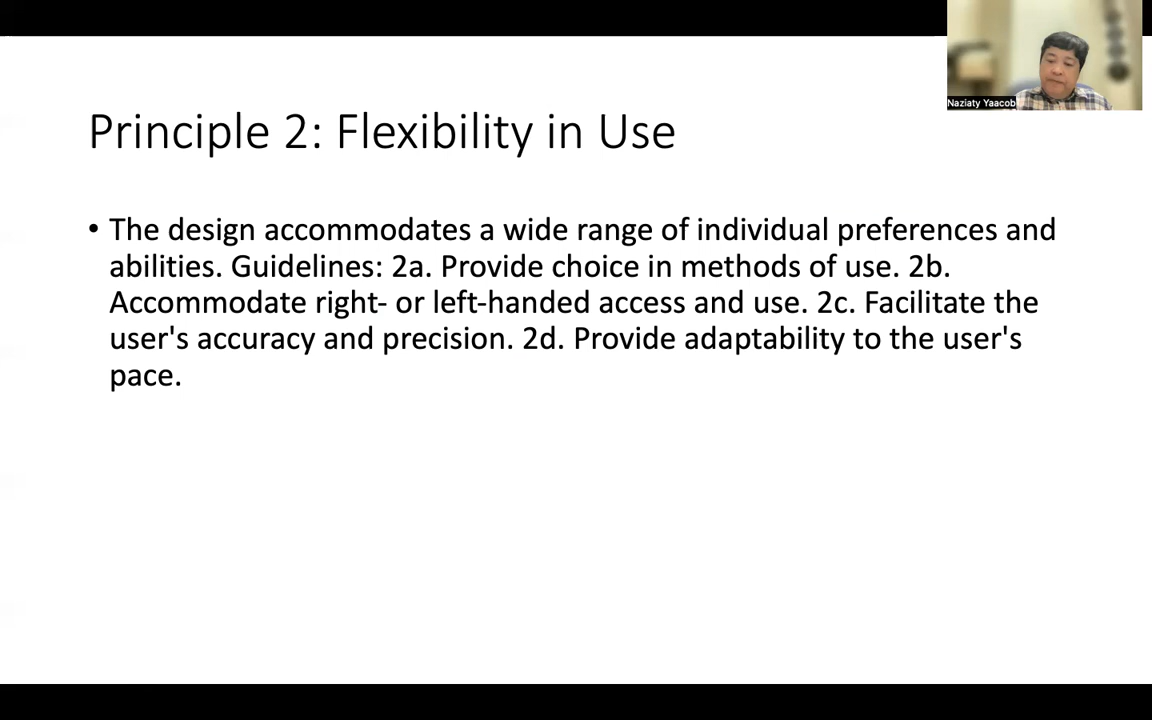 Naziaty Yaacob
Principle 2: Flexibility in Use
• The design accommodates a wide range of individual preferences and
abilities. Guidelines: 2a. Provide choice in methods of use. 2b.
Accommodate right- or left-handed access and use. 2c. Facilitate the
user's accuracy and precision. 2d. Provide adaptability to the user's
pace.